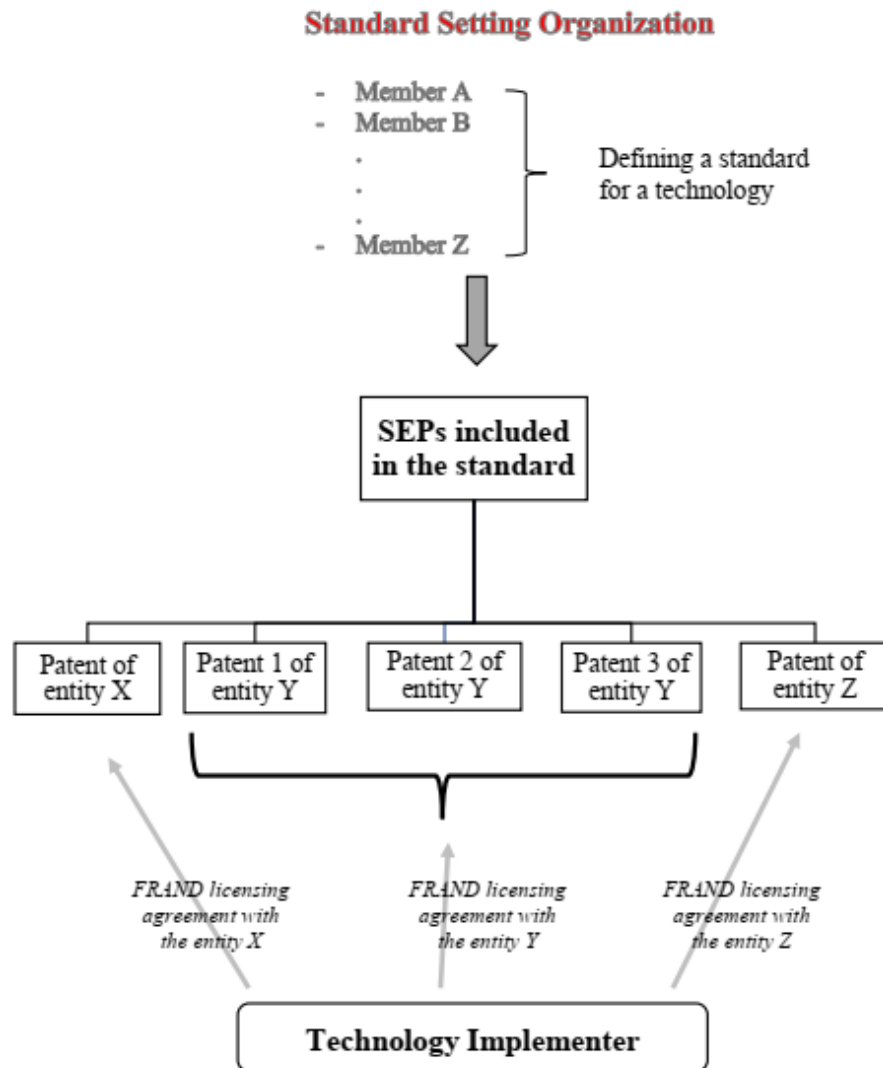 Standard Setting Organization
- Member A
- Member B
.
.
.
- Member Z
Defining a standard
for a technology
SEPs included
in the standard
Patent of
entity X
Patent 1 of
entity Y
Patent 2 of
entity Y
Patent 3 of
entity Y
Patent of
entity Z
FRAND licensing
agreement with
the entity X
FRAND licensing
agreement with
the entity Y
FRAND licensing
agreement with
the entity Z
Technology Implementer